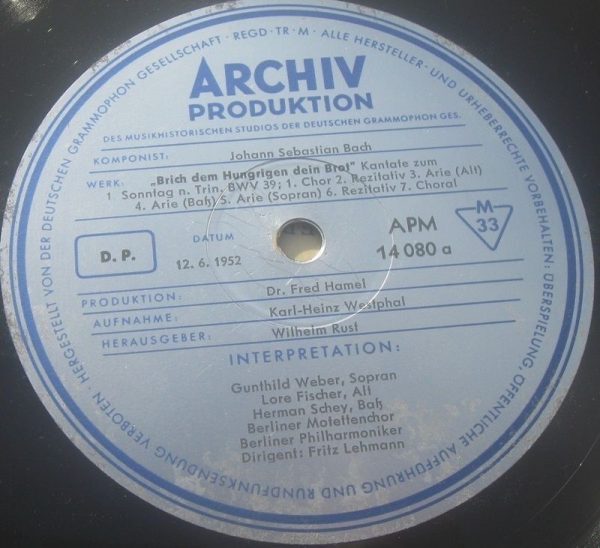 HERGESTELLT VON DER DEUTSCHEN GRAMMOPHON GESELLSCHAFT · REGD · TR · M · ALLE HERSTELLER- UND URHEBERRECHTE VORBEHALTEN: ÜBERSPIELUNG, ÖFFENTLICHE AUFFÜHRUNG UND RUNDFUNKSENDUNG VERBOTEN ·
ARCHIV
PRODUKTION
DES MUSIKHISTORISCHEN STUDIOS DER DEUTSCHEN GRAMMOPHON GES.
KOMPONIST: Johann Sebastian Bach
WERK: „Brich dem Hungrigen dein Brot" Kantate zum
1. Sonntag n. Trin. BWV 39; 1. Chor 2. Rezitativ 3. Arie (Alt)
4. Arie (Baß) 5. Arie (Sopran) 6. Rezitativ 7. Choral
D. P.
DATUM
12. 6. 1952
APM
14 080 a
M
33
PRODUKTION: Dr. Fred Hamel
AUFNAHME: Karl-Heinz Westphal
HERAUSGEBER: Wilhelm Rust
INTERPRETATION:
Gunthild Weber, Sopran
Lore Fischer, Alt
Herman Schey, Baß
Berliner Motettenchor
Berliner Philharmoniker
Dirigent: Fritz Lehmann